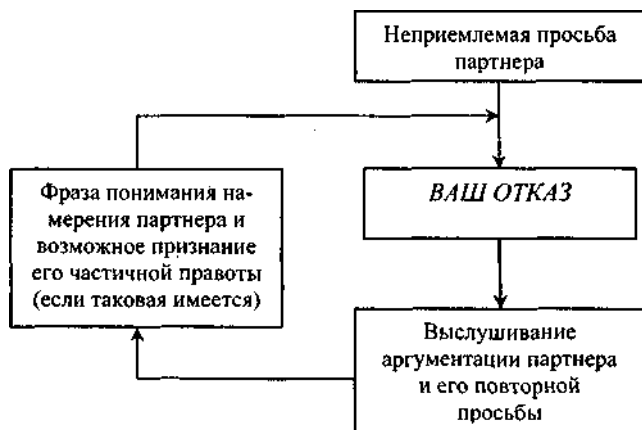 Неприемлемая просьба
партнера
ВАШ ОТКАЗ
Фраза понимания на-
мерения партнера и
возможное признание
его частичной правоты
(если таковая имеется)
Выслушивание
аргументации партнера
и его повторной
просьбы